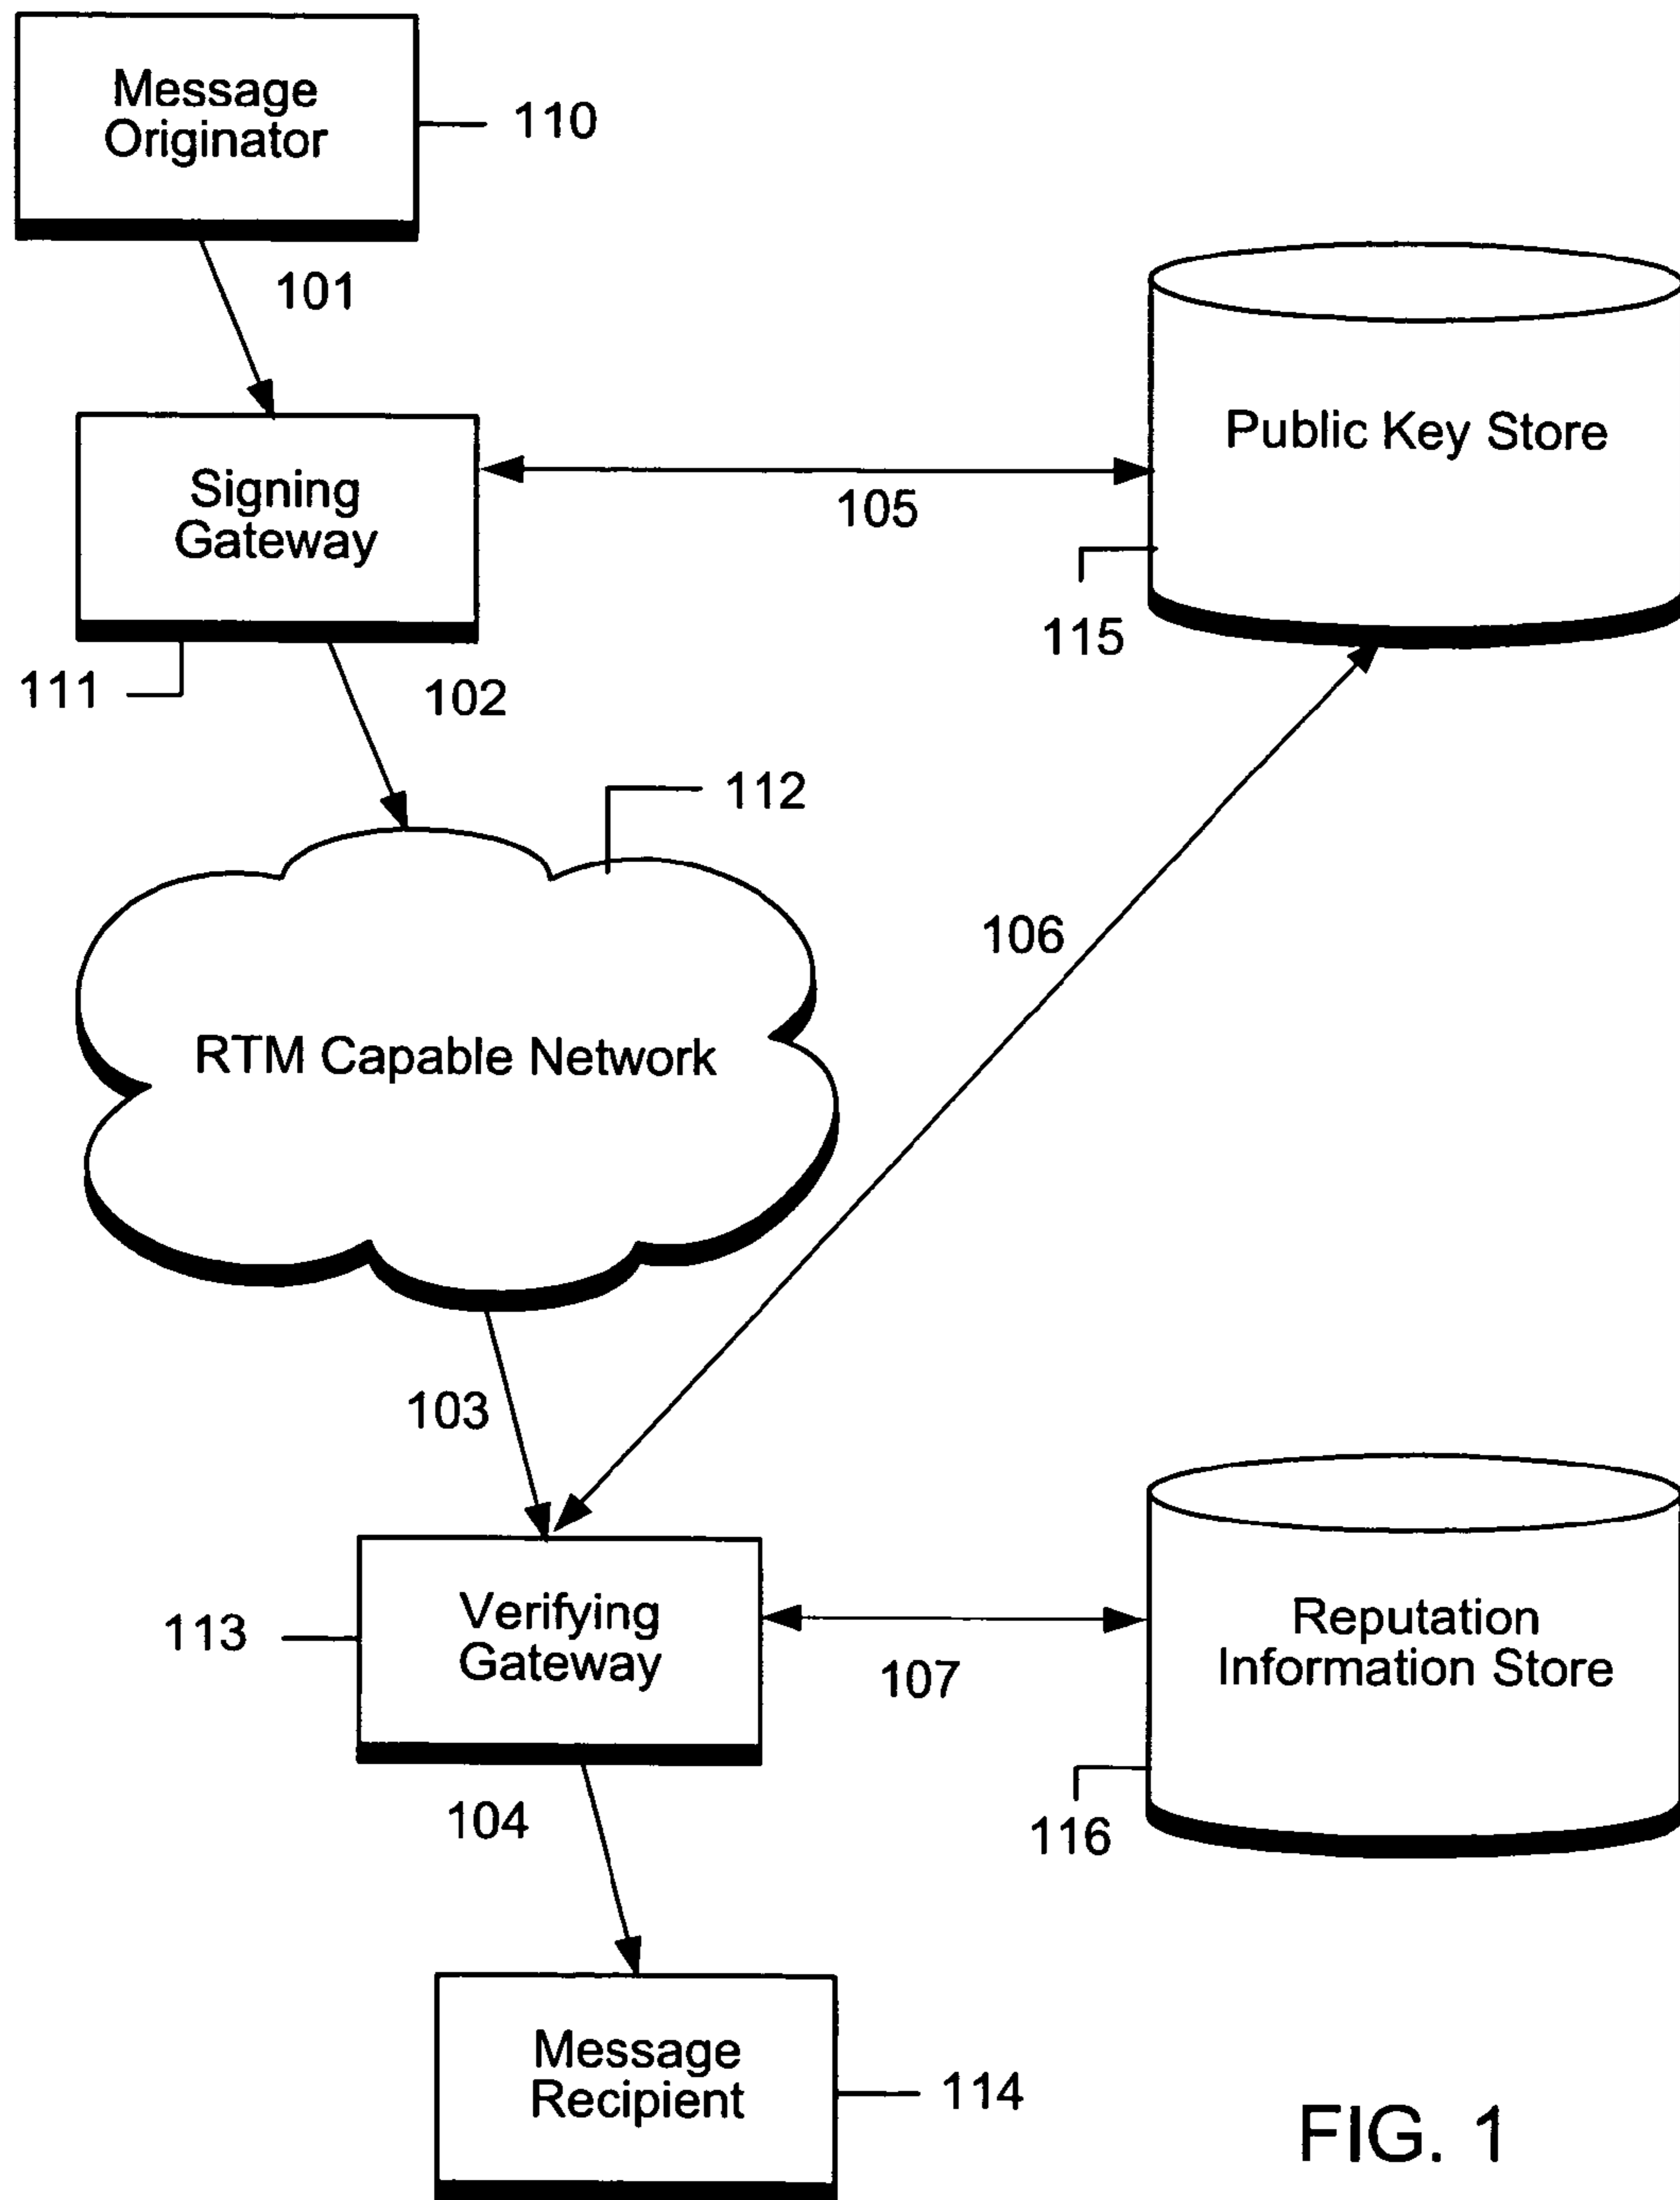 Message
Originator
110
101
Signing
Gateway
Public Key Store
105
115
111
102
112
106
RTM Capable Network
103
Verifying
Gateway
113
Reputation
Information Store
107
104
116
Message
Recipient
114
FIG. 1